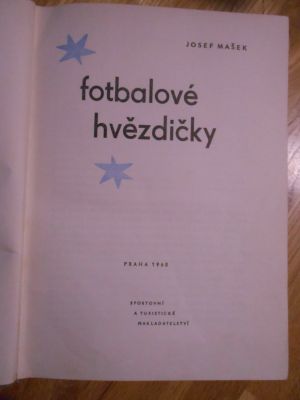 JOSEF MAŠEK
fotbalové
hvězdičky
PRAHA 1960
SPORTOVNÍ
A TURISTICKÉ
NAKLADATELSTVÍ